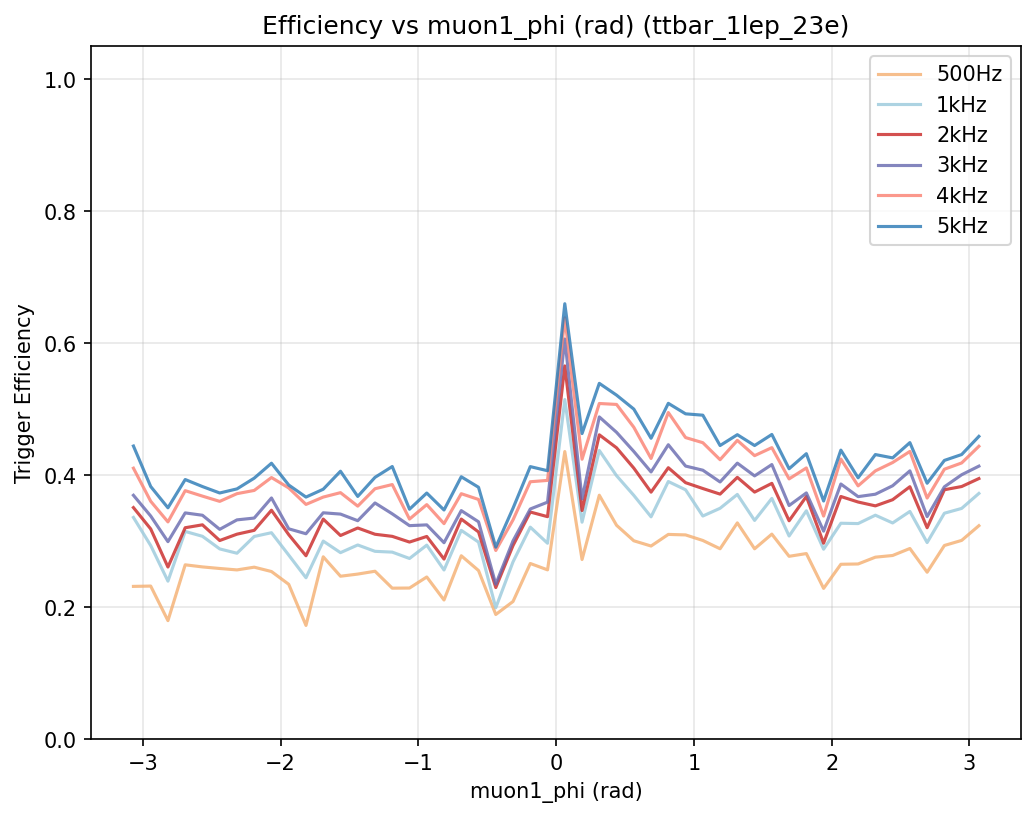 Efficiency vs muon1_phi (rad) (ttbar_1lep_23e)
500Hz
1kHz
2kHz
3kHz
4kHz
5kHz
Trigger Efficiency
1.0
0.8
0.6
0.4
0.2
0.0
−3
−2
−1
0
1
2
3
muon1_phi (rad)